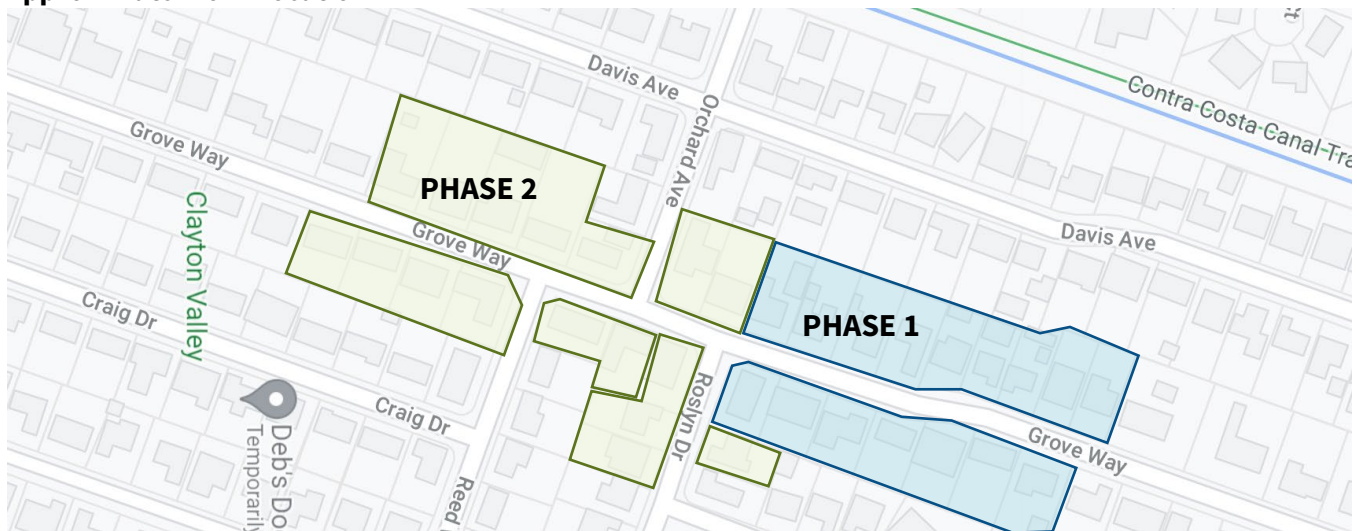 Davis Ave
Contra Costa Canal Tra
Orchard Ave
Grove Way
PHASE 2
Clayton Valley
Grove Way
Davis Ave
Craig Dr
PHASE 1
Roslyn Dr
Craig Dr
Deb's Do
Temporaril
Grove Way
Reed